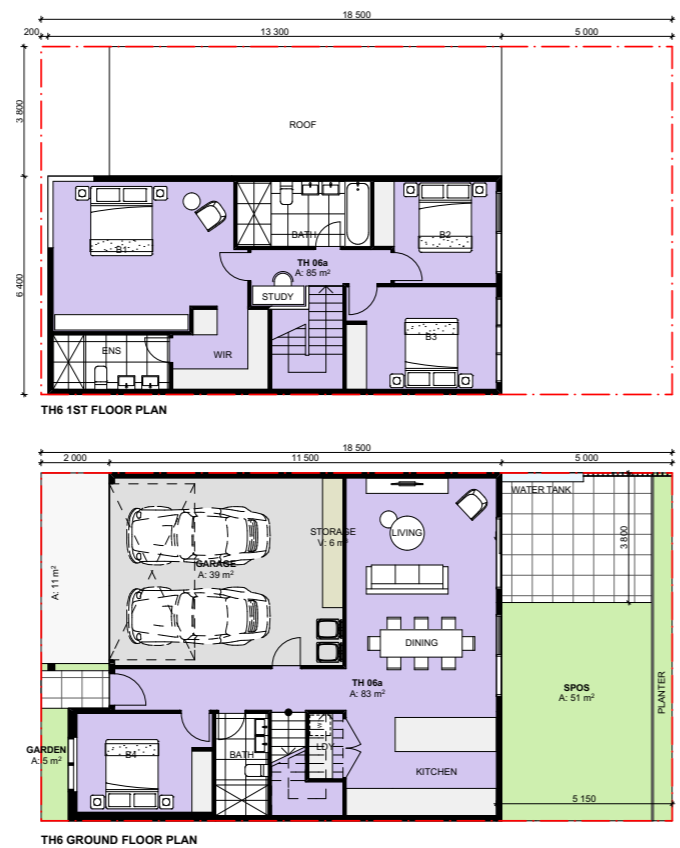 18 500
200
13 300
5 000
3 800
ROOF
6 400
B1
BATH
B2
TH 06a
A: 85 m²
STUDY
B3
ENS
WIR
TH6 1ST FLOOR PLAN
18 500
2 000
11 500
5 000
WATER TANK
STORAGE
V: 6 m³
LIVING
3 800
GARAGE
A: 39 m²
A: 11 m²
DINING
TH 06a
A: 83 m²
SPOS
A: 51 m²
PLANTER
GARDEN
A: 5 m²
B4
BATH
LDY
KITCHEN
5 150
TH6 GROUND FLOOR PLAN